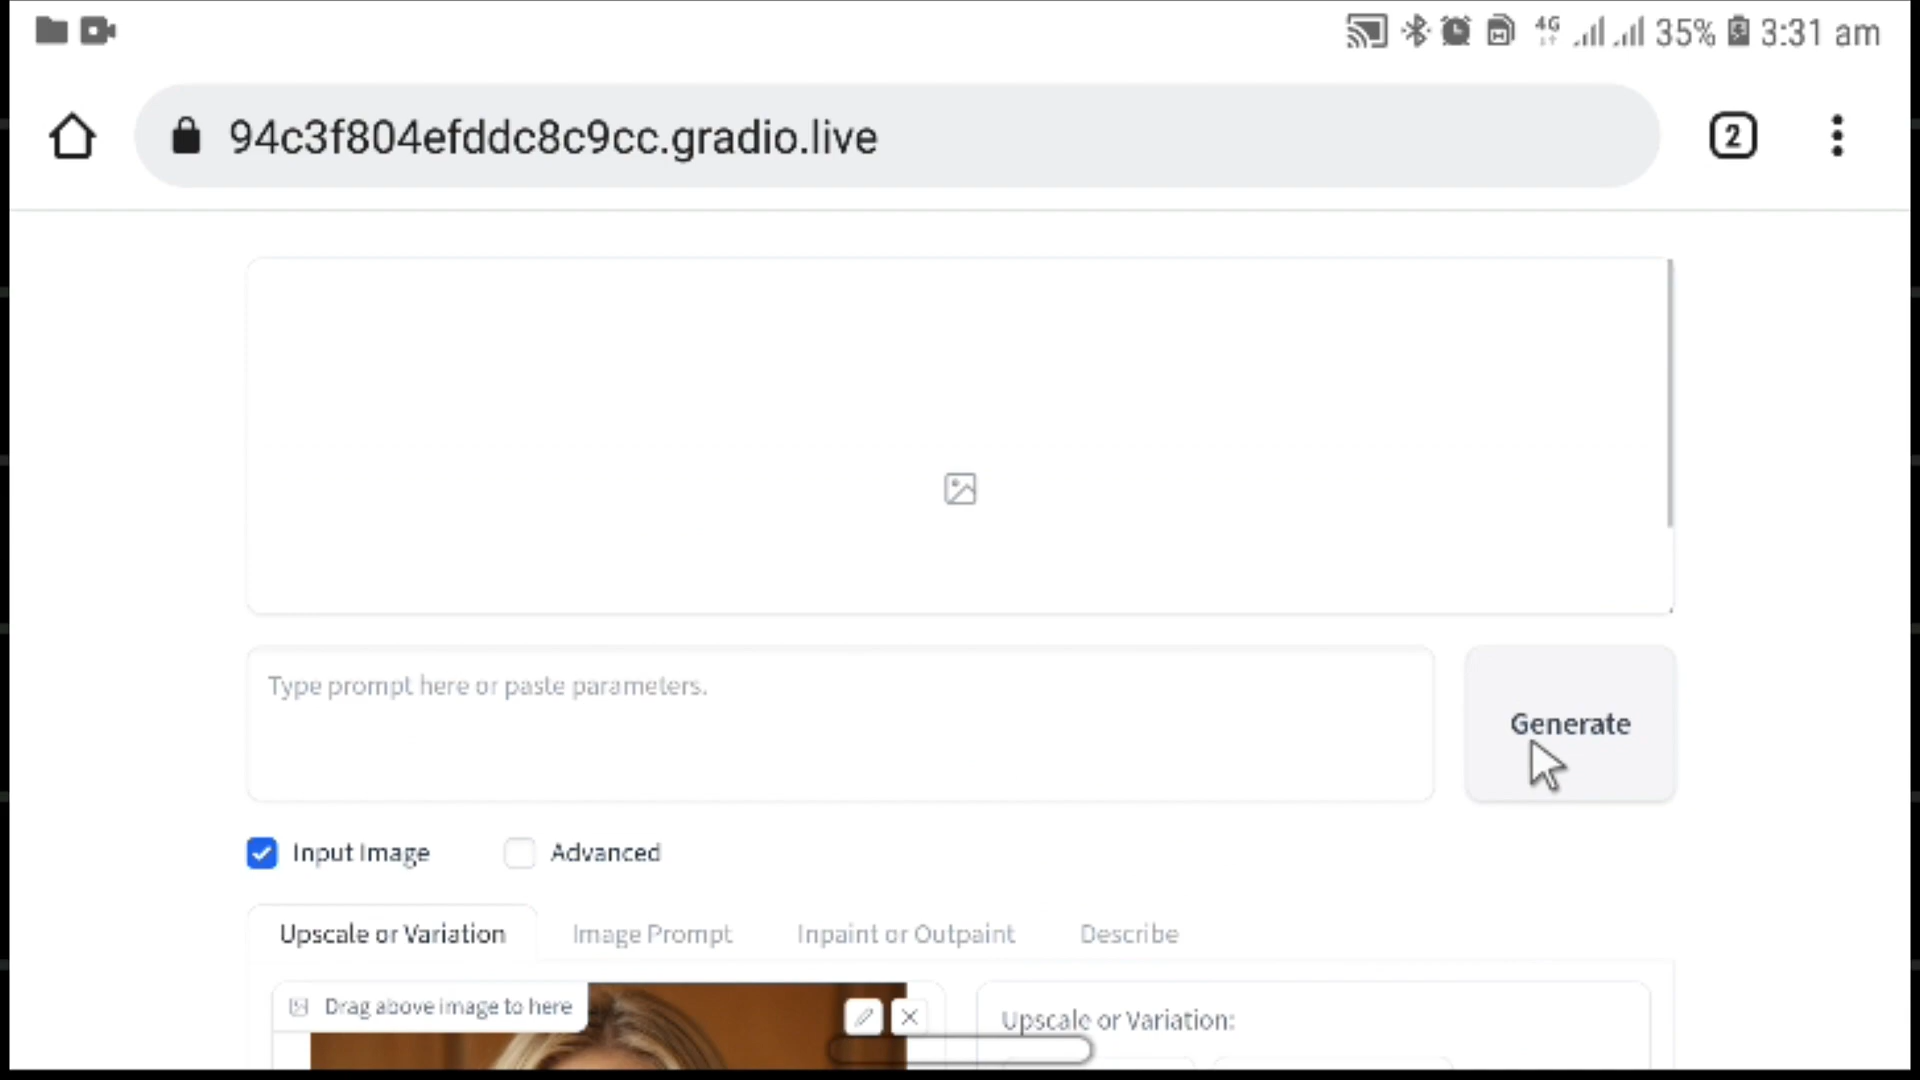 4G 35% 3:31 am
94c3f804efddc8c9cc.gradio.live 2
Type prompt here or paste parameters.
Generate
Input Image Advanced
Upscale or Variation Image Prompt Inpaint or Outpaint Describe
Drag above image to here
Upscale or Variation: